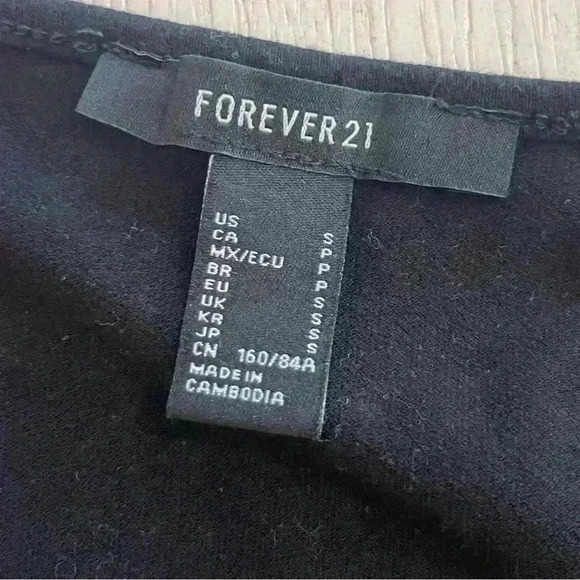 FOREVER 21
US S
CA P
MX/ECU P
BR P
EU S
UK S
KR S
JP S
CN 160/84A
MADE IN
CAMBODIA